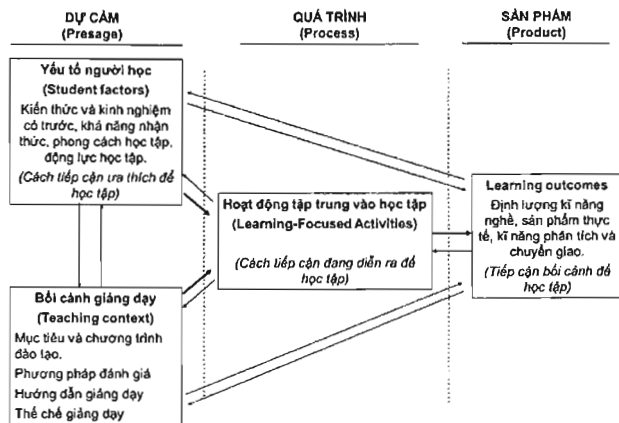 DỰ CẢM
(Presage)
QUÁ TRÌNH
(Process)
SẢN PHẨM
(Product)
Yếu tố người học
(Student factors)
Kiến thức và kinh nghiệm
có trước, khả năng nhận
thức, phong cách học tập,
động lực học tập.
(Cách tiếp cận ưa thích để
học tập)
Hoạt động tập trung vào học tập
(Learning-Focused Activities)
(Cách tiếp cận đang diễn ra để
học tập)
Learning outcomes
Định lượng kĩ năng
nghề, sản phẩm thực
tế, kĩ năng phân tích và
chuyển giao.
(Tiếp cận bối cảnh để
học tập)
Bối cảnh giảng dạy
(Teaching context)
Mục tiêu và chương trình
đào tạo.
Phương pháp đánh giá
Hướng dẫn giảng dạy
Thể chế giảng dạy